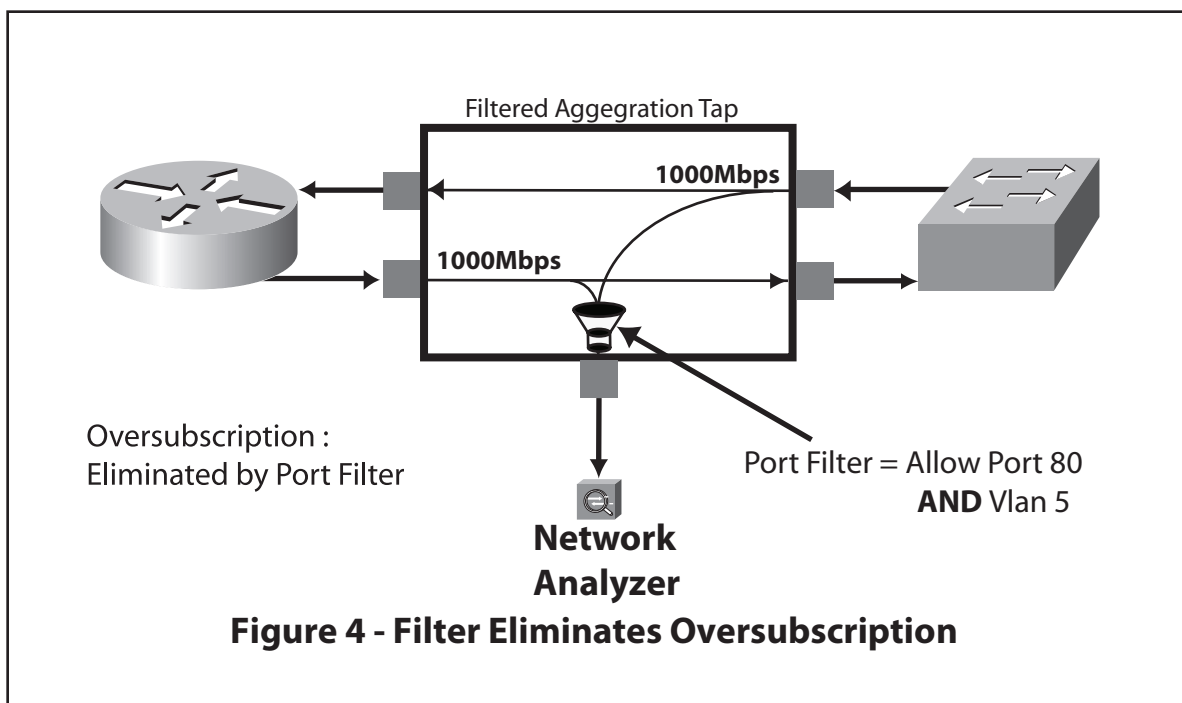 Filtered Aggegration Tap
1000Mbps
1000Mbps
Oversubscription :
Eliminated by Port Filter
Port Filter = Allow Port 80
AND Vlan 5
Network
Analyzer
Figure 4 - Filter Eliminates Oversubscription